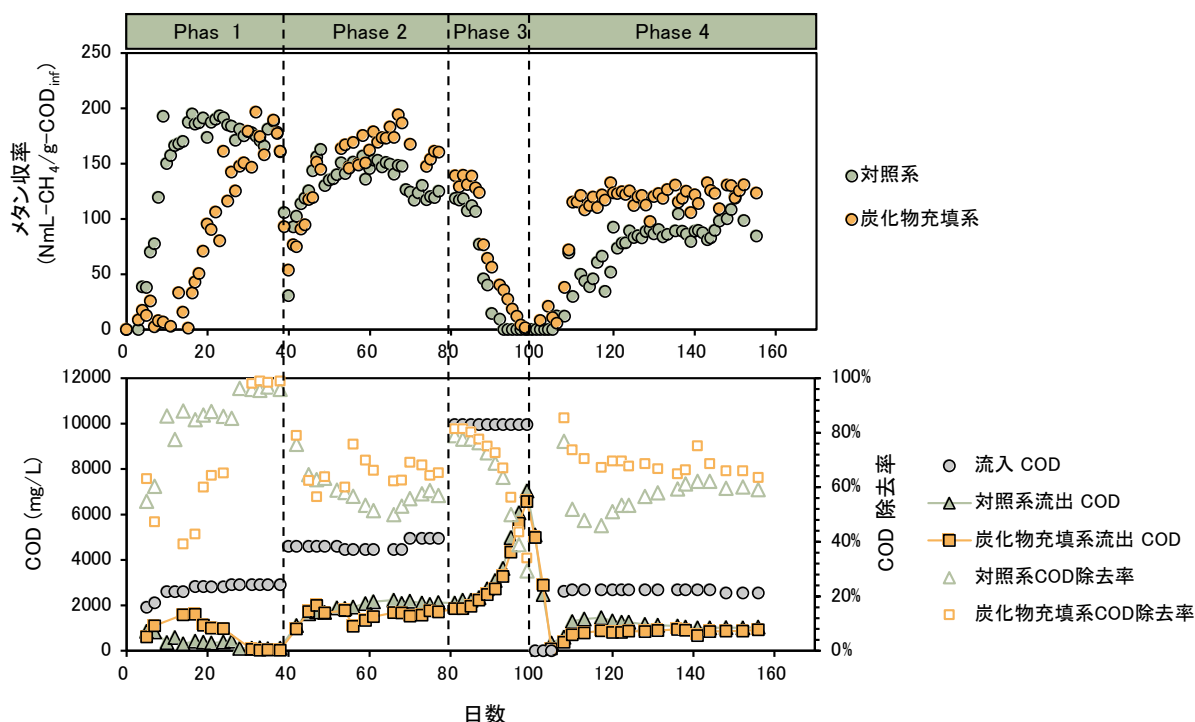 Phas 1 Phase 2 Phase 3 Phase 4
メタン収率
(NmL-CH4/g-CODinf)
250
200
150
100
50
0
0 20 40 60 80 100 120 140 160
対照系
炭化物充填系
COD (mg/L)
12000
10000
8000
6000
4000
2000
0
0 20 40 60 80 100 120 140 160
日数
100%
80%
60%
40%
20%
0%
COD 除去率
流入 COD
対照系流出 COD
炭化物充填系流出 COD
対照系COD除去率
炭化物充填系COD除去率